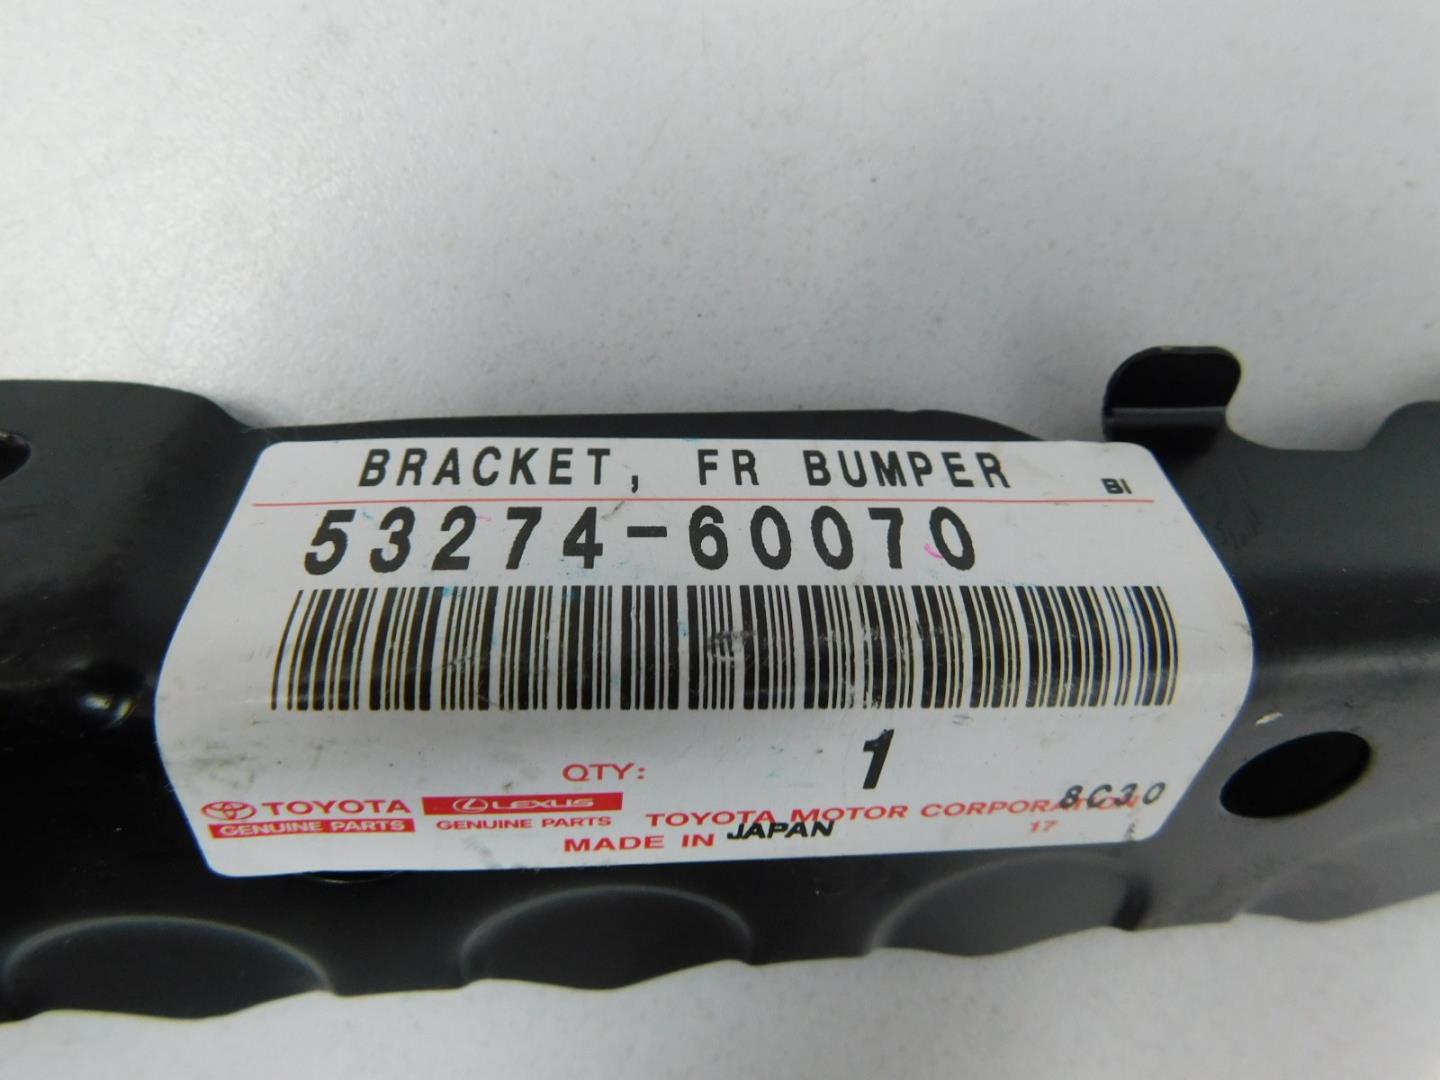 BRACKET, FR BUMPER BI
53274-60070
QTY: 1
TOYOTA LEXUS 8C30
GENUINE PARTS GENUINE PARTS TOYOTA MOTOR CORPORATION
MADE IN JAPAN 17